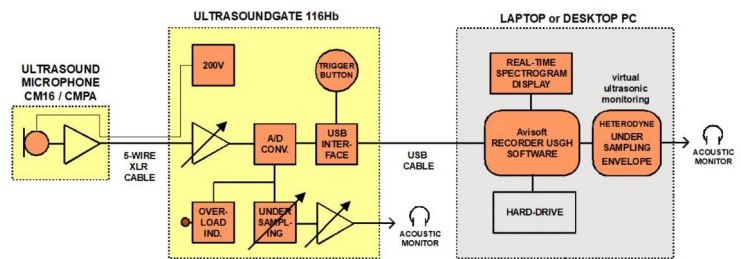 ULTRASOUNDGATE 116Hb
LAPTOP or DESKTOP PC
ULTRASOUND
MICROPHONE
CM16 / CMPA
200V
TRIGGER
BUTTON
REAL-TIME
SPECTROGRAM
DISPLAY
virtual
ultrasonic
monitoring
A/D
CONV.
USB
INTER-
FACE
Avisoft
RECORDER USGH
SOFTWARE
HETERODYNE
UNDER
SAMPLING
ENVELOPE
5-WIRE
XLR
CABLE
USB
CABLE
ACOUSTIC
MONITOR
OVER-
LOAD
IND.
UNDER
SAMPL-
ING
ACOUSTIC
MONITOR
HARD-DRIVE